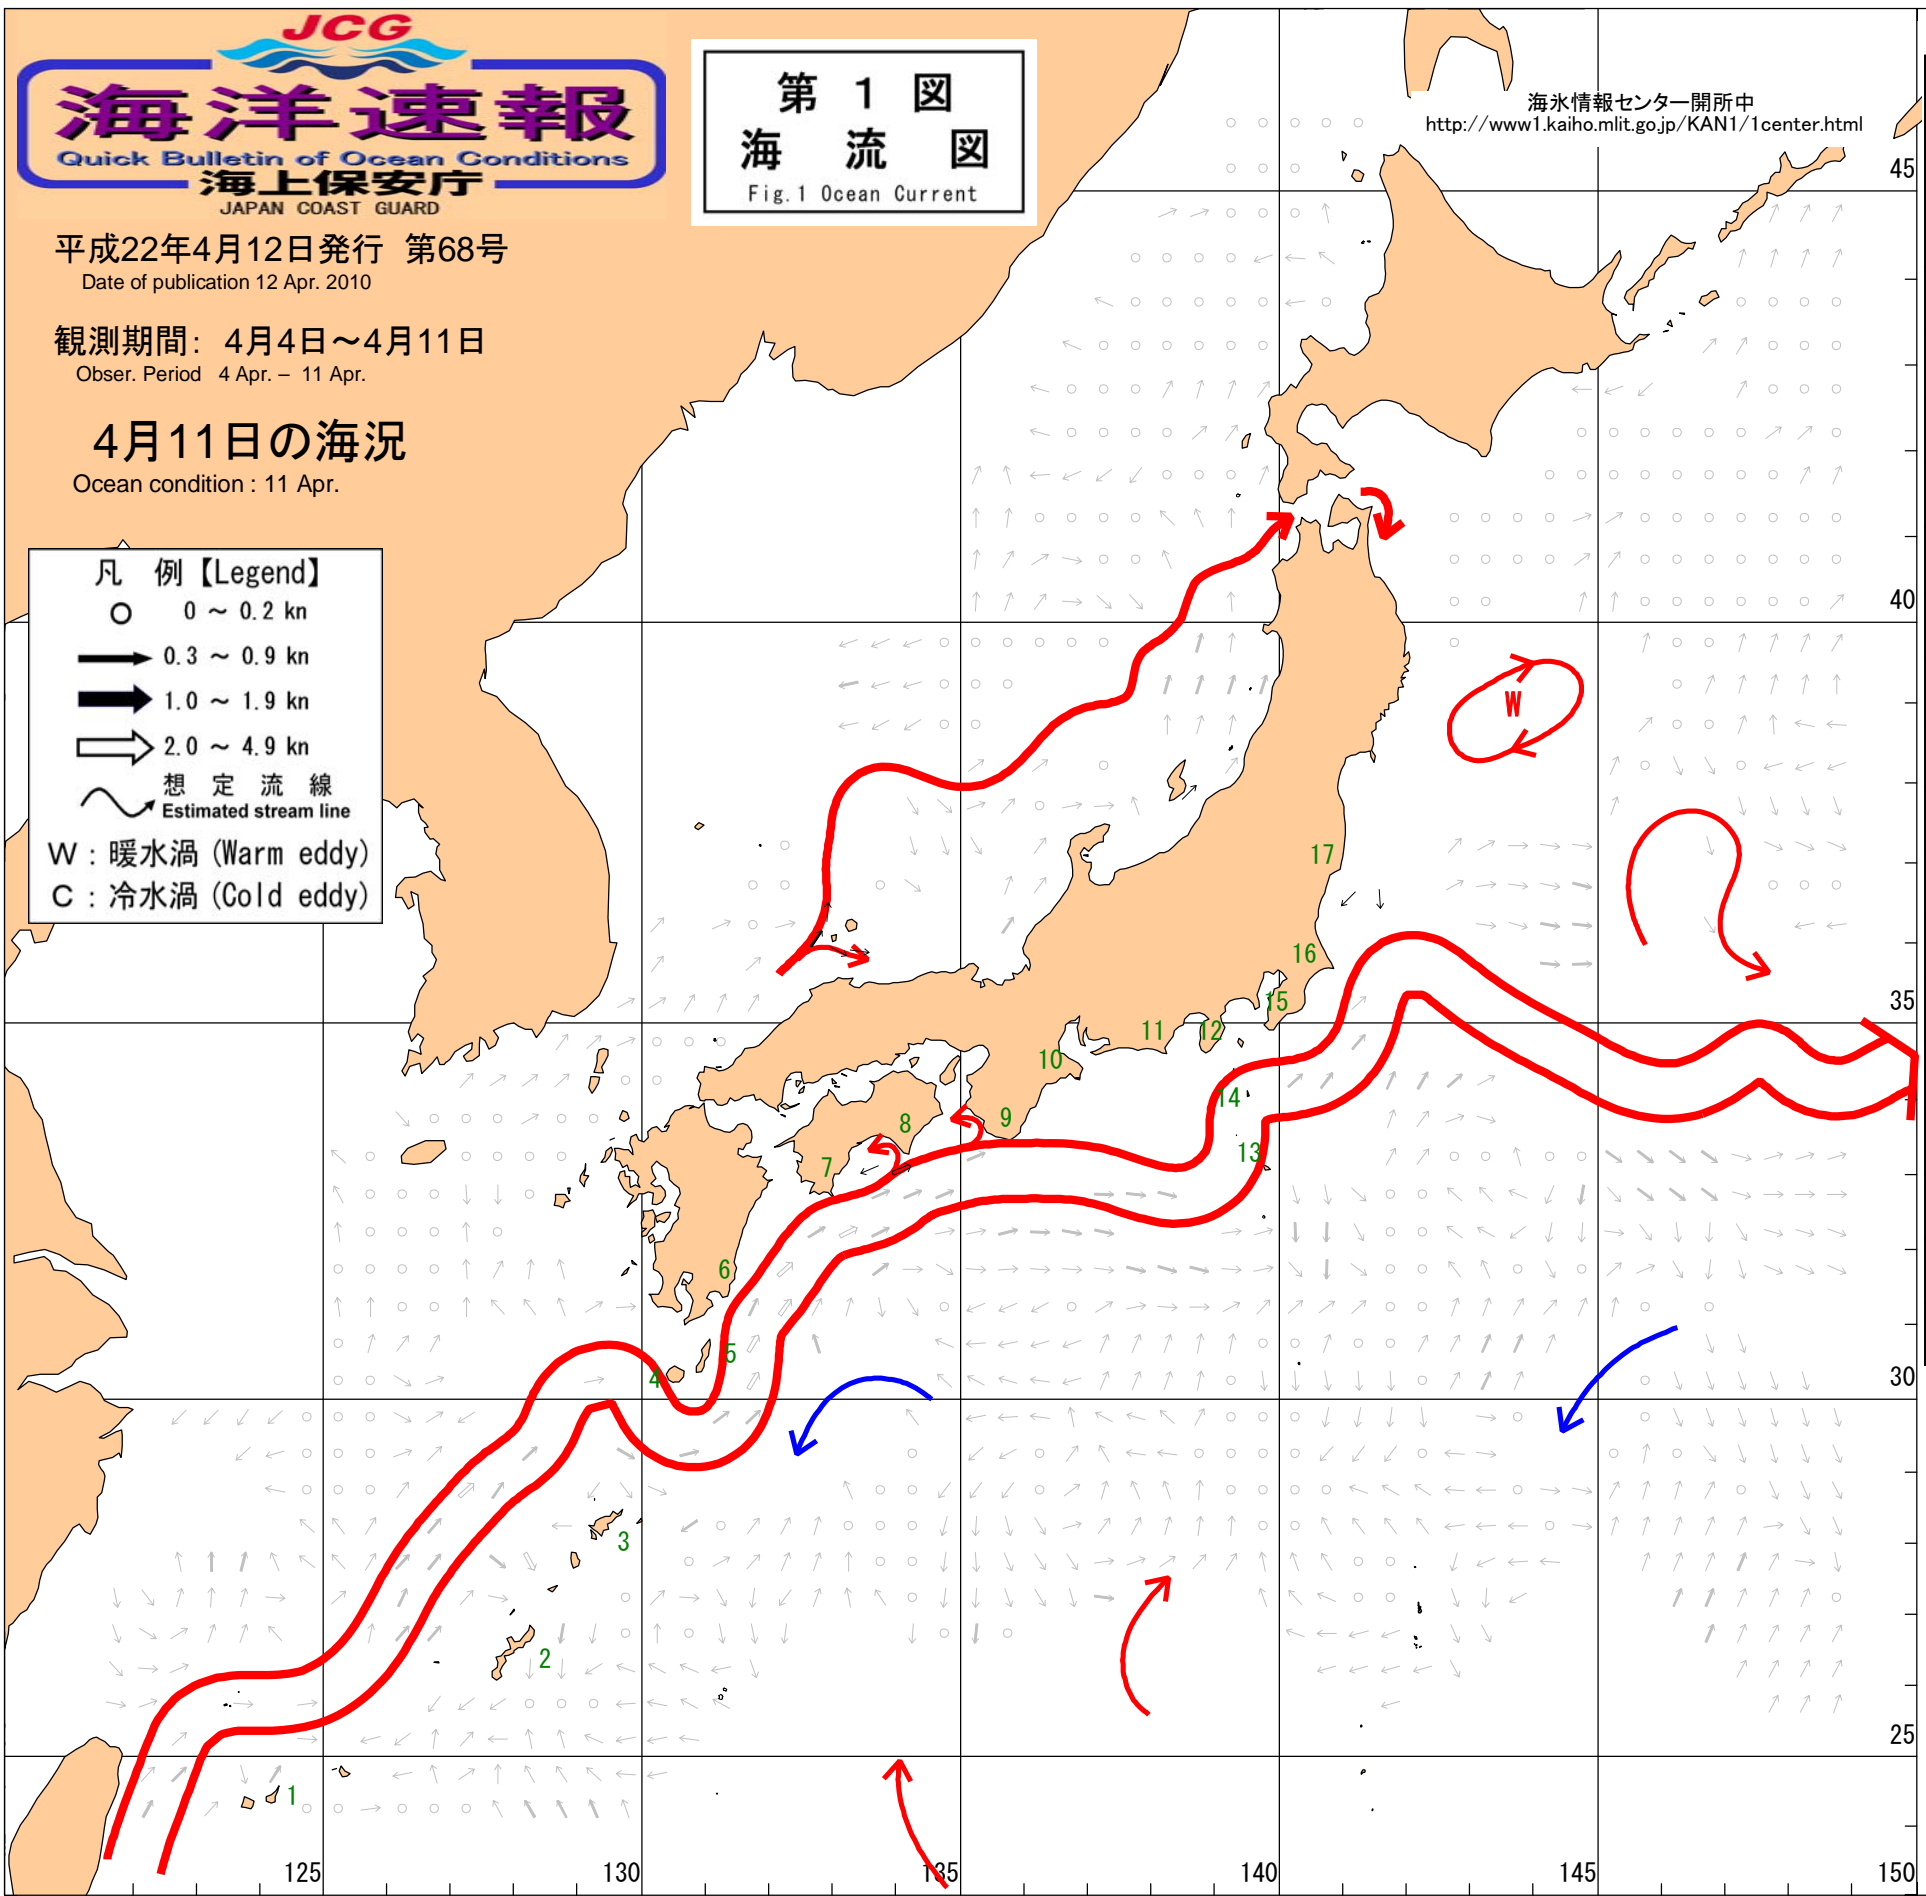 JCG
海洋速報
Quick Bulletin of Ocean Conditions
海上保安庁
JAPAN COAST GUARD
第 1 図
海 流 図
Fig.1 Ocean Current
海氷情報センター開所中
http://www1.kaiho.mlit.go.jp/KAN1/1center.html
平成22年4月12日発行 第68号
Date of publication 12 Apr. 2010
観測期間: 4月4日～4月11日
Obser. Period 4 Apr. – 11 Apr.
4月11日の海況
Ocean condition : 11 Apr.
凡 例【Legend】
0 ～ 0.2 kn
0.3 ～ 0.9 kn
1.0 ～ 1.9 kn
2.0 ～ 4.9 kn
想 定 流 線
Estimated stream line
W : 暖水渦 (Warm eddy)
C : 冷水渦 (Cold eddy)
45
40
W
17
16
35
15
12
11
10
14
9
8
13
7
6
5
4
30
3
2
25
1
125
130
135
140
145
150